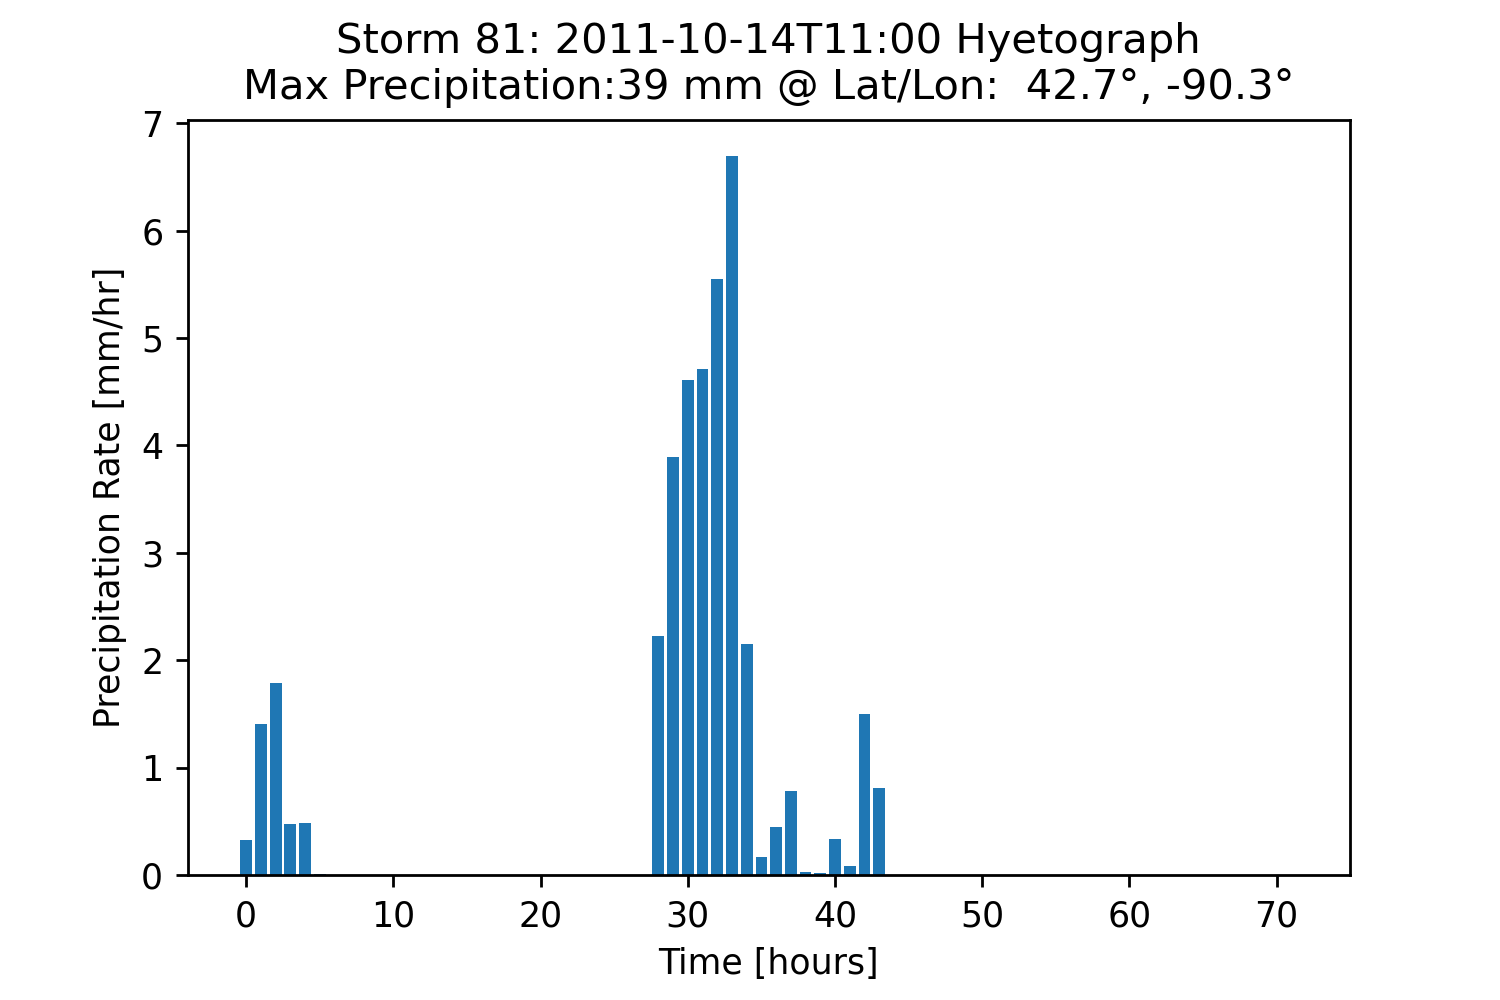 Storm 81: 2011-10-14T11:00 Hyetograph
Max Precipitation:39 mm @ Lat/Lon:  42.7°, -90.3°
7
6
5
4
3
2
1
0
Precipitation Rate [mm/hr]
0 10 20 30 40 50 60 70
Time [hours]